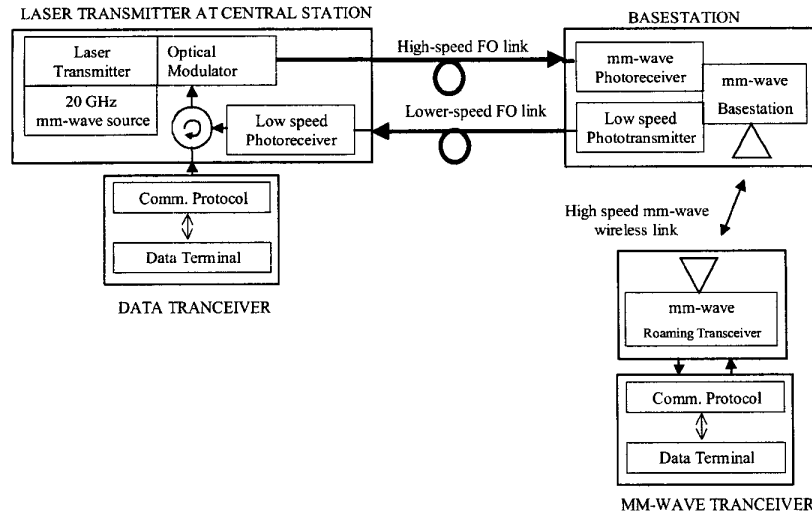 LASER TRANSMITTER AT CENTRAL STATION
Laser
Transmitter
Optical
Modulator
20 GHz
mm-wave source
Low speed
Photoreceiver
High-speed FO link
Lower-speed FO link
BASESTATION
mm-wave
Photoreceiver
mm-wave
Basestation
Low speed
Phototransmitter
Comm. Protocol
Data Terminal
DATA TRANCEIVER
High speed mm-wave
wireless link
mm-wave
Roaming Transceiver
Comm. Protocol
Data Terminal
MM-WAVE TRANCEIVER